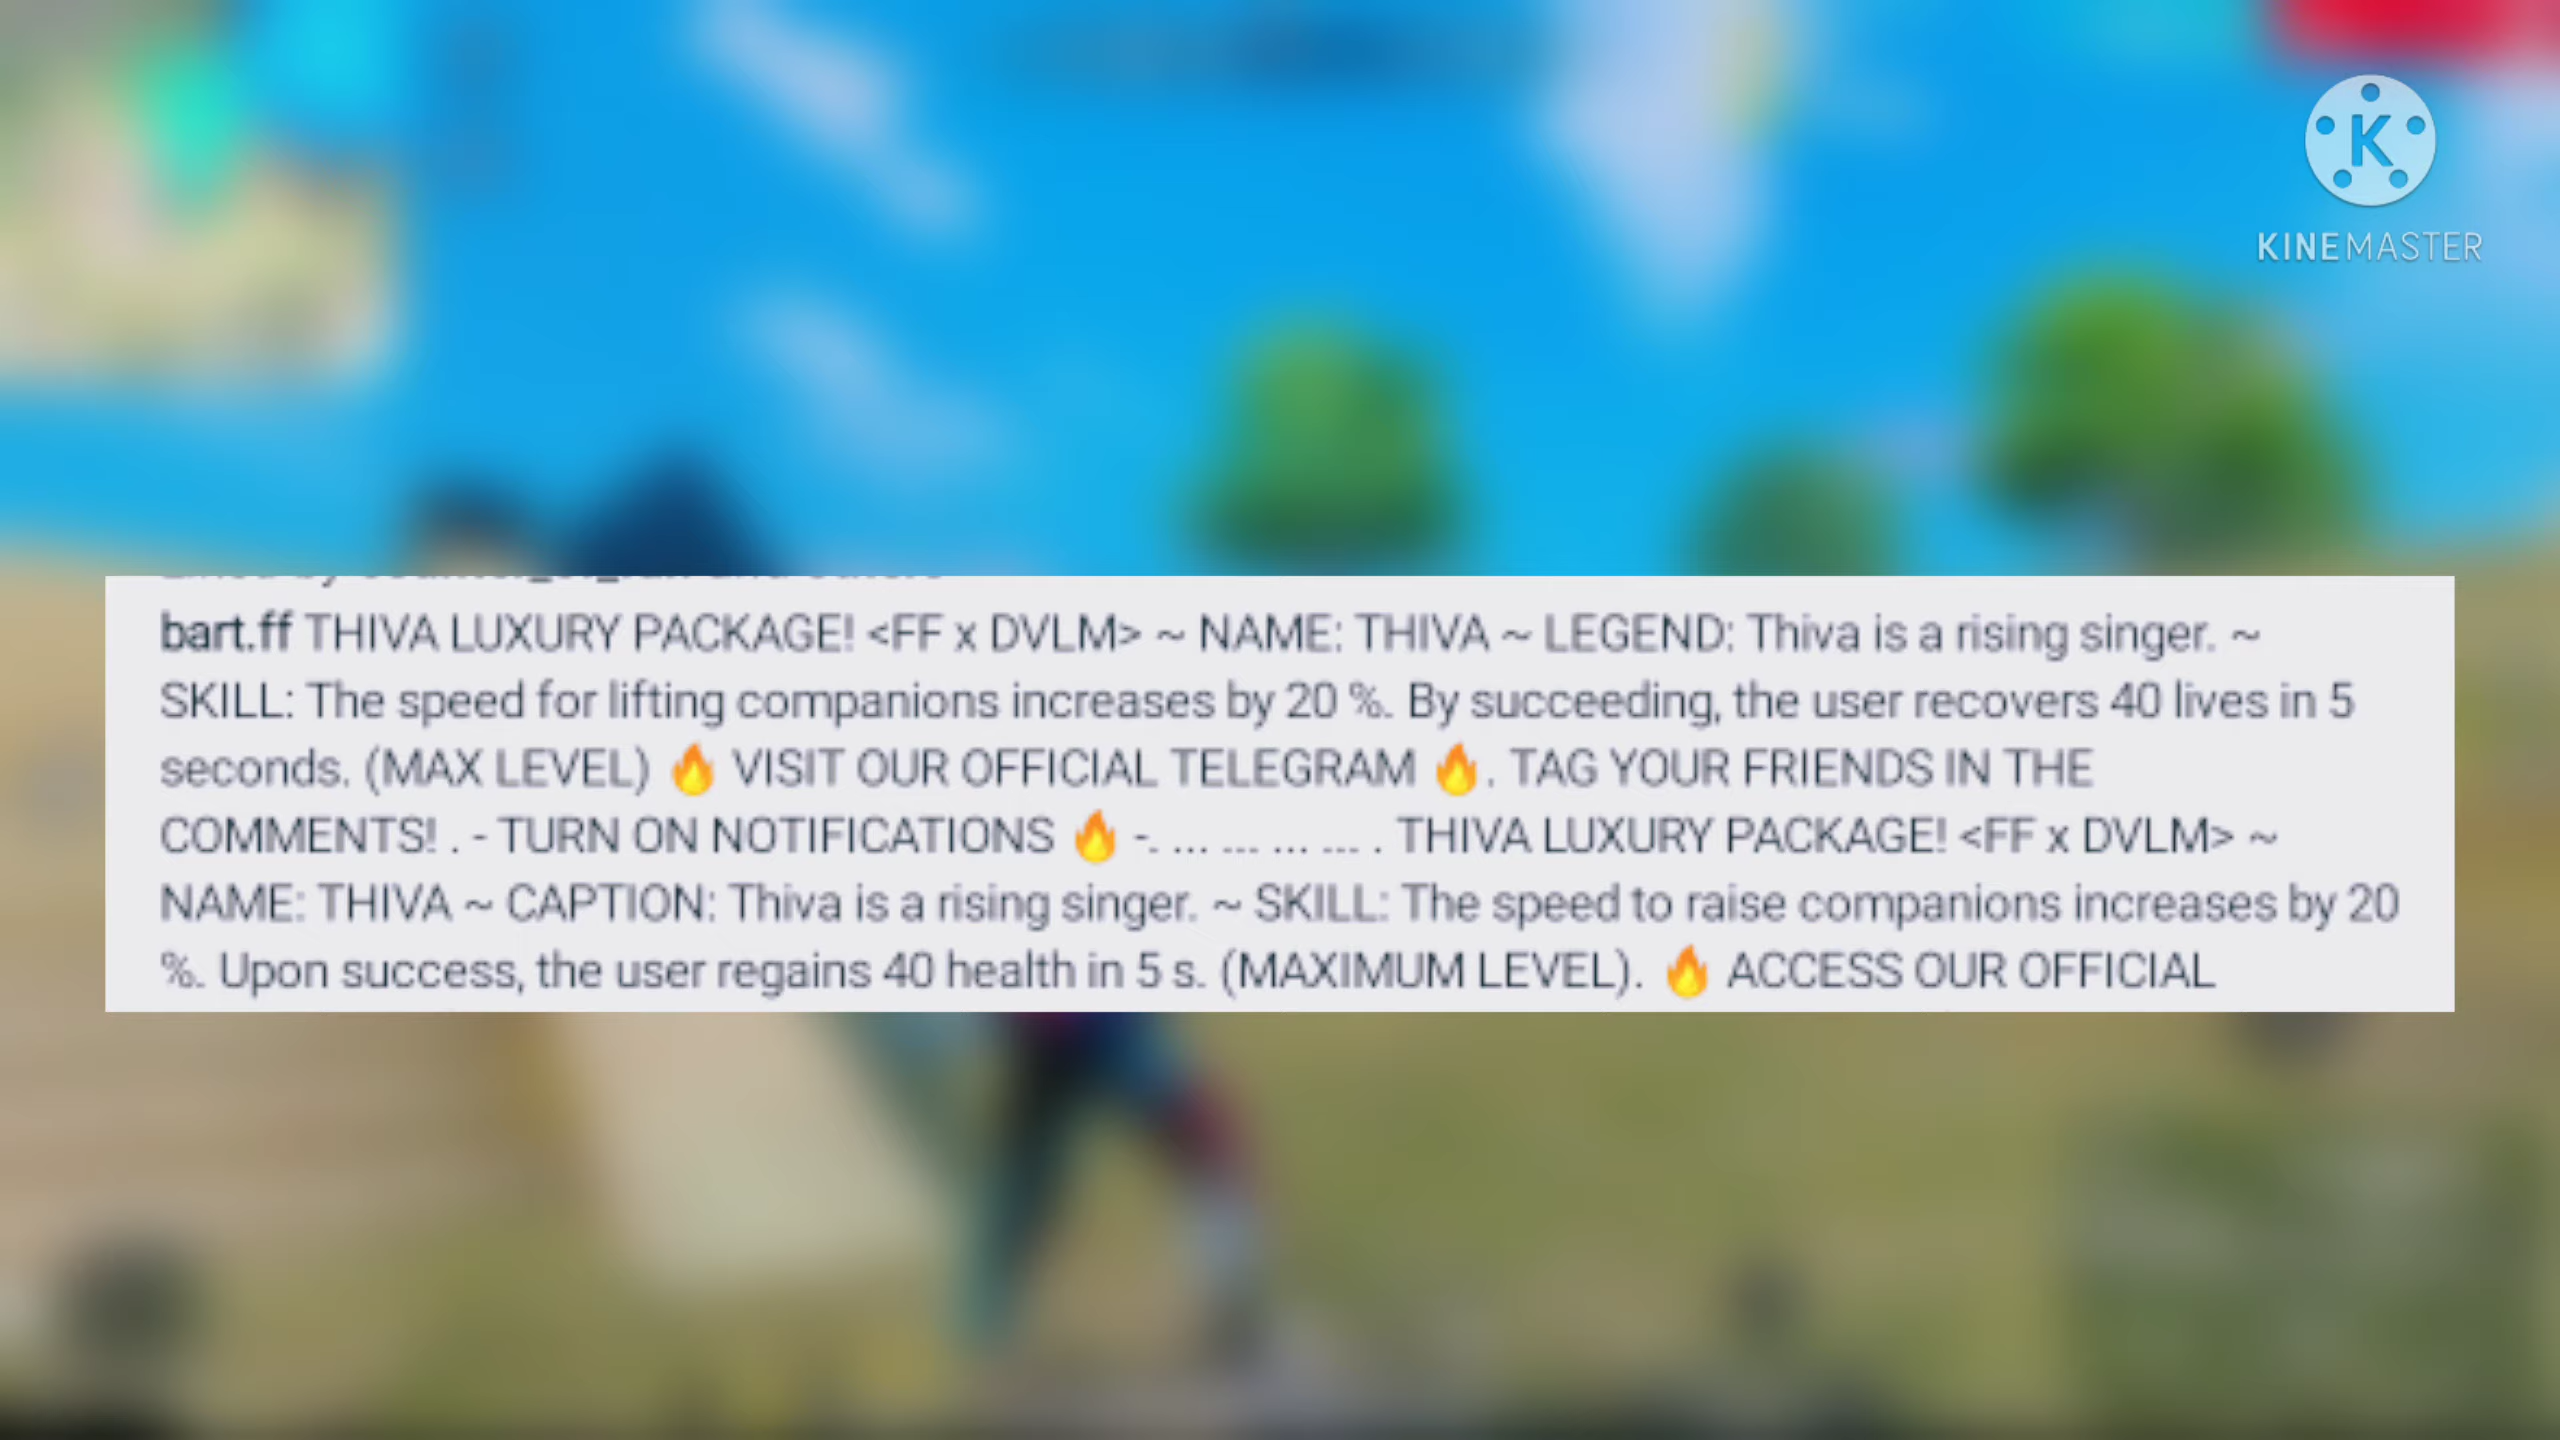 KINEMASTER
bart.ff THIVA LUXURY PACKAGE! <FF x DVLM> ~ NAME: THIVA ~ LEGEND: Thiva is a rising singer. ~
SKILL: The speed for lifting companions increases by 20 %. By succeeding, the user recovers 40 lives in 5
seconds. (MAX LEVEL) 🔥 VISIT OUR OFFICIAL TELEGRAM 🔥. TAG YOUR FRIENDS IN THE
COMMENTS! . - TURN ON NOTIFICATIONS 🔥 -. ... ... ... ... . THIVA LUXURY PACKAGE! <FF x DVLM> ~
NAME: THIVA ~ CAPTION: Thiva is a rising singer. ~ SKILL: The speed to raise companions increases by 20
%. Upon success, the user regains 40 health in 5 s. (MAXIMUM LEVEL). 🔥 ACCESS OUR OFFICIAL